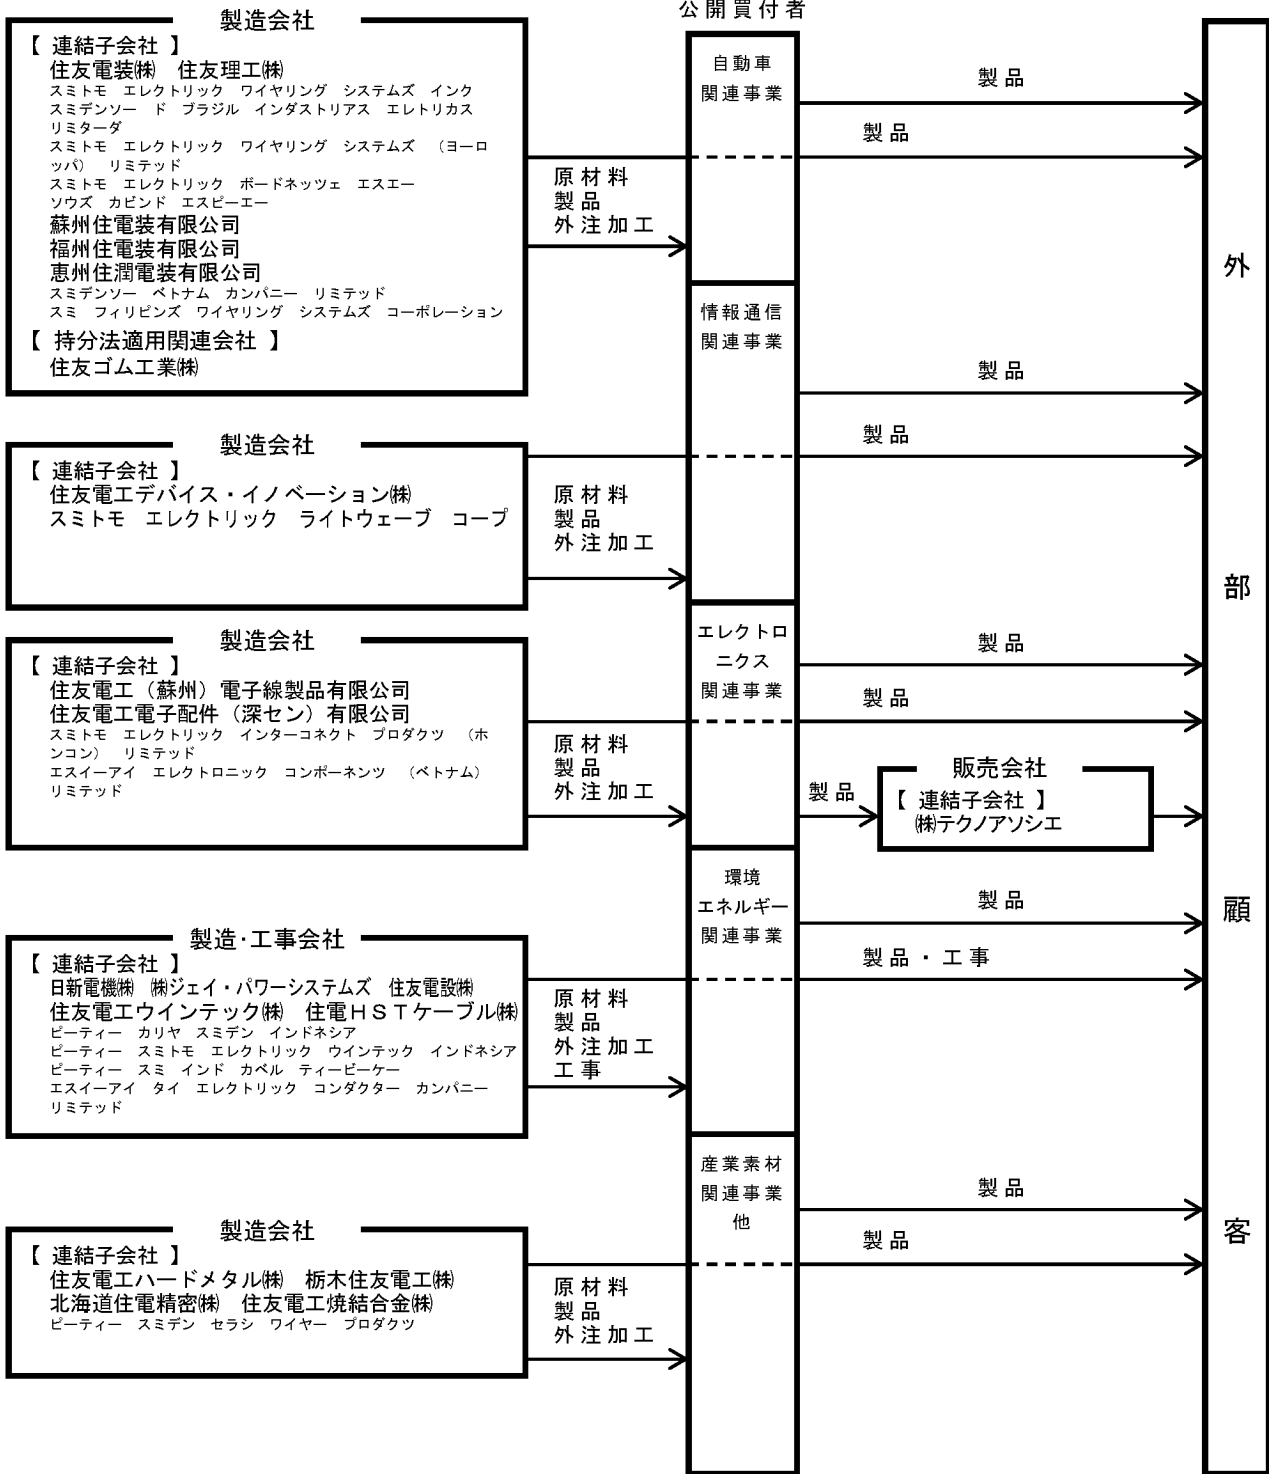 公開買付者
製造会社
【 連結子会社 】
住友電装㈱　住友理工㈱
スミトモ　エレクトリック　ワイヤリング　システムズ　インク
スミデンソー　ド　ブラジル　インダストリアス　エレトリカス
リミターダ
スミトモ　エレクトリック　ワイヤリング　システムズ　（ヨーロ
ッパ）　リミテッド
スミトモ　エレクトリック　ボードネッツェ　エスエー
ソウズ　カビンド　エスピーエー
蘇州住電装有限公司
福州住電装有限公司
恵州住潤電装有限公司
スミデンソー　ベトナム　カンパニー　リミテッド
スミ　フィリピンズ　ワイヤリング　システムズ　コーポレーション
【 持分法適用関連会社 】
住友ゴム工業㈱
原材料
製品
外注加工
自動車
関連事業
製品
製品
情報通信
関連事業
製品
製品
製造会社
【 連結子会社 】
住友電工デバイス・イノベーション㈱
スミトモ　エレクトリック　ライトウェーブ　コープ
原材料
製品
外注加工
製造会社
【 連結子会社 】
住友電工（蘇州）電子線製品有限公司
住友電工電子配件（深セン）有限公司
スミトモ　エレクトリック　インターコネクト　プロダクツ　（ホ
ンコン）　リミテッド
エスイーアイ　エレクトロニック　コンポーネンツ　（ベトナム）
リミテッド
原材料
製品
外注加工
エレクトロ
ニクス
関連事業
製品
製品
製品
販売会社
【 連結子会社 】
㈱テクノアソシエ
環境
エネルギー
関連事業
製品
製品・工事
製造・工事会社
【 連結子会社 】
日新電機㈱　㈱ジェイ・パワーシステムズ　住友電設㈱
住友電工ウインテック㈱　住電ＨＳＴケーブル㈱
ピーティー　カリヤ　スミデン　インドネシア
ピーティー　スミトモ　エレクトリック　ウインテック　インドネシア
ピーティー　スミ　インド　カベル　ティービーケー
エスイーアイ　タイ　エレクトリック　コンダクター　カンパニー
リミテッド
原材料
製品
外注加工
工事
産業素材
関連事業
他
製品
製品
製造会社
【 連結子会社 】
住友電工ハードメタル㈱　栃木住友電工㈱
北海道住電精密㈱　住友電工焼結合金㈱
ピーティー　スミデン　セラシ　ワイヤー　プロダクツ
原材料
製品
外注加工
外
部
顧
客